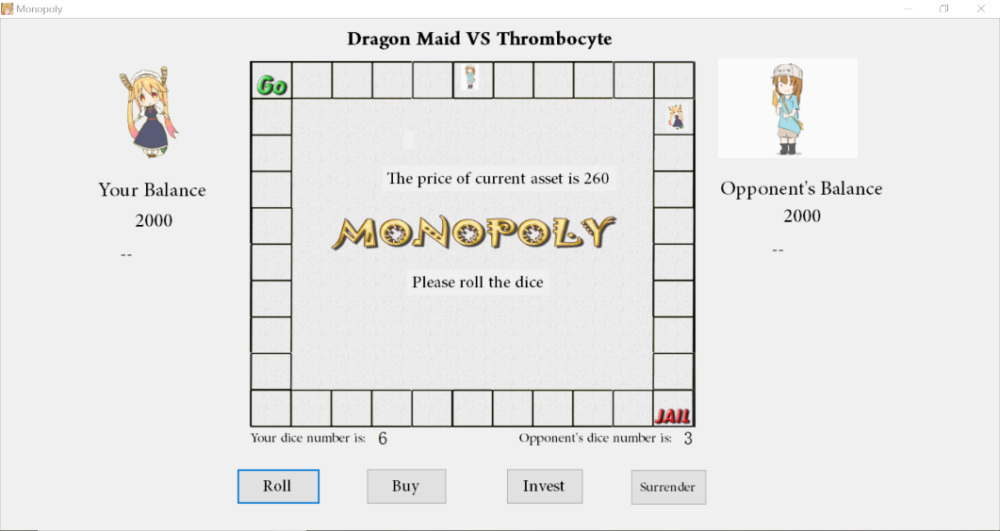 Monopoly
Dragon Maid VS Thrombocyte
Go
Your Balance
2000
--
The price of current asset is 260
MONOPOLY
Please roll the dice
Opponent's Balance
2000
--
JAIL
Your dice number is: 6
Opponent's dice number is: 3
Roll
Buy
Invest
Surrender